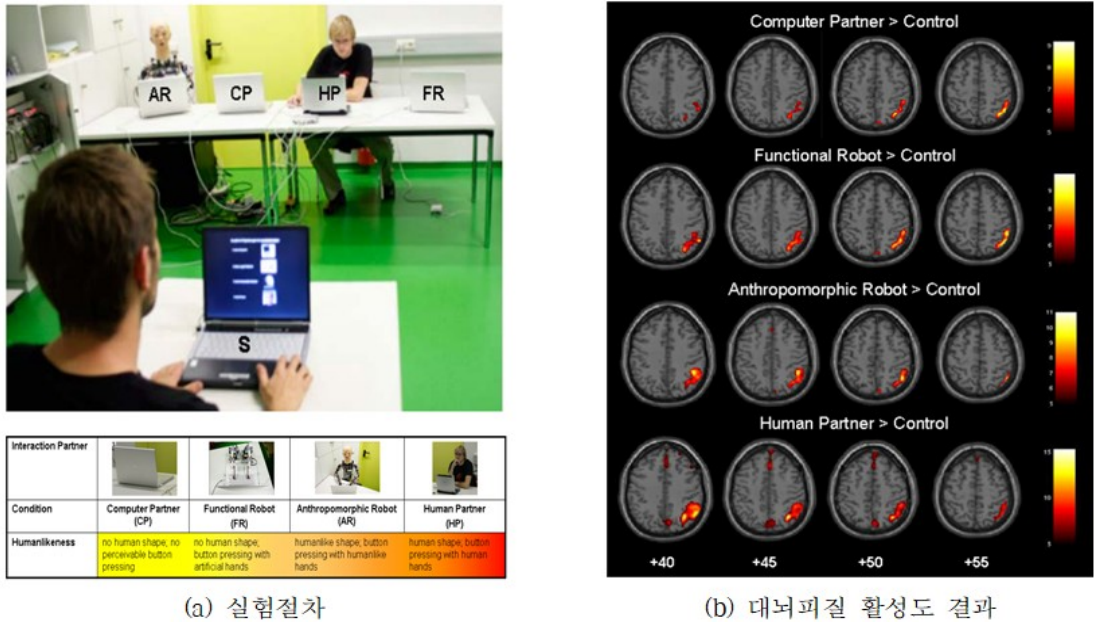 AR CP HP FR
S
Interaction Partner
Condition
Computer Partner
(CP)
Functional Robot
(FR)
Anthropomorphic Robot
(AR)
Human Partner
(HP)
Humanlikeness
no human shape; no
perceivable button
pressing
no human shape;
button pressing with
artificial hands
humanlike shape; button
pressing with humanlike
hands
human shape; button
pressing with human
hands
(a) 실험절차
Computer Partner > Control
Functional Robot > Control
Anthropomorphic Robot > Control
Human Partner > Control
+40 +45 +50 +55
(b) 대뇌피질 활성도 결과